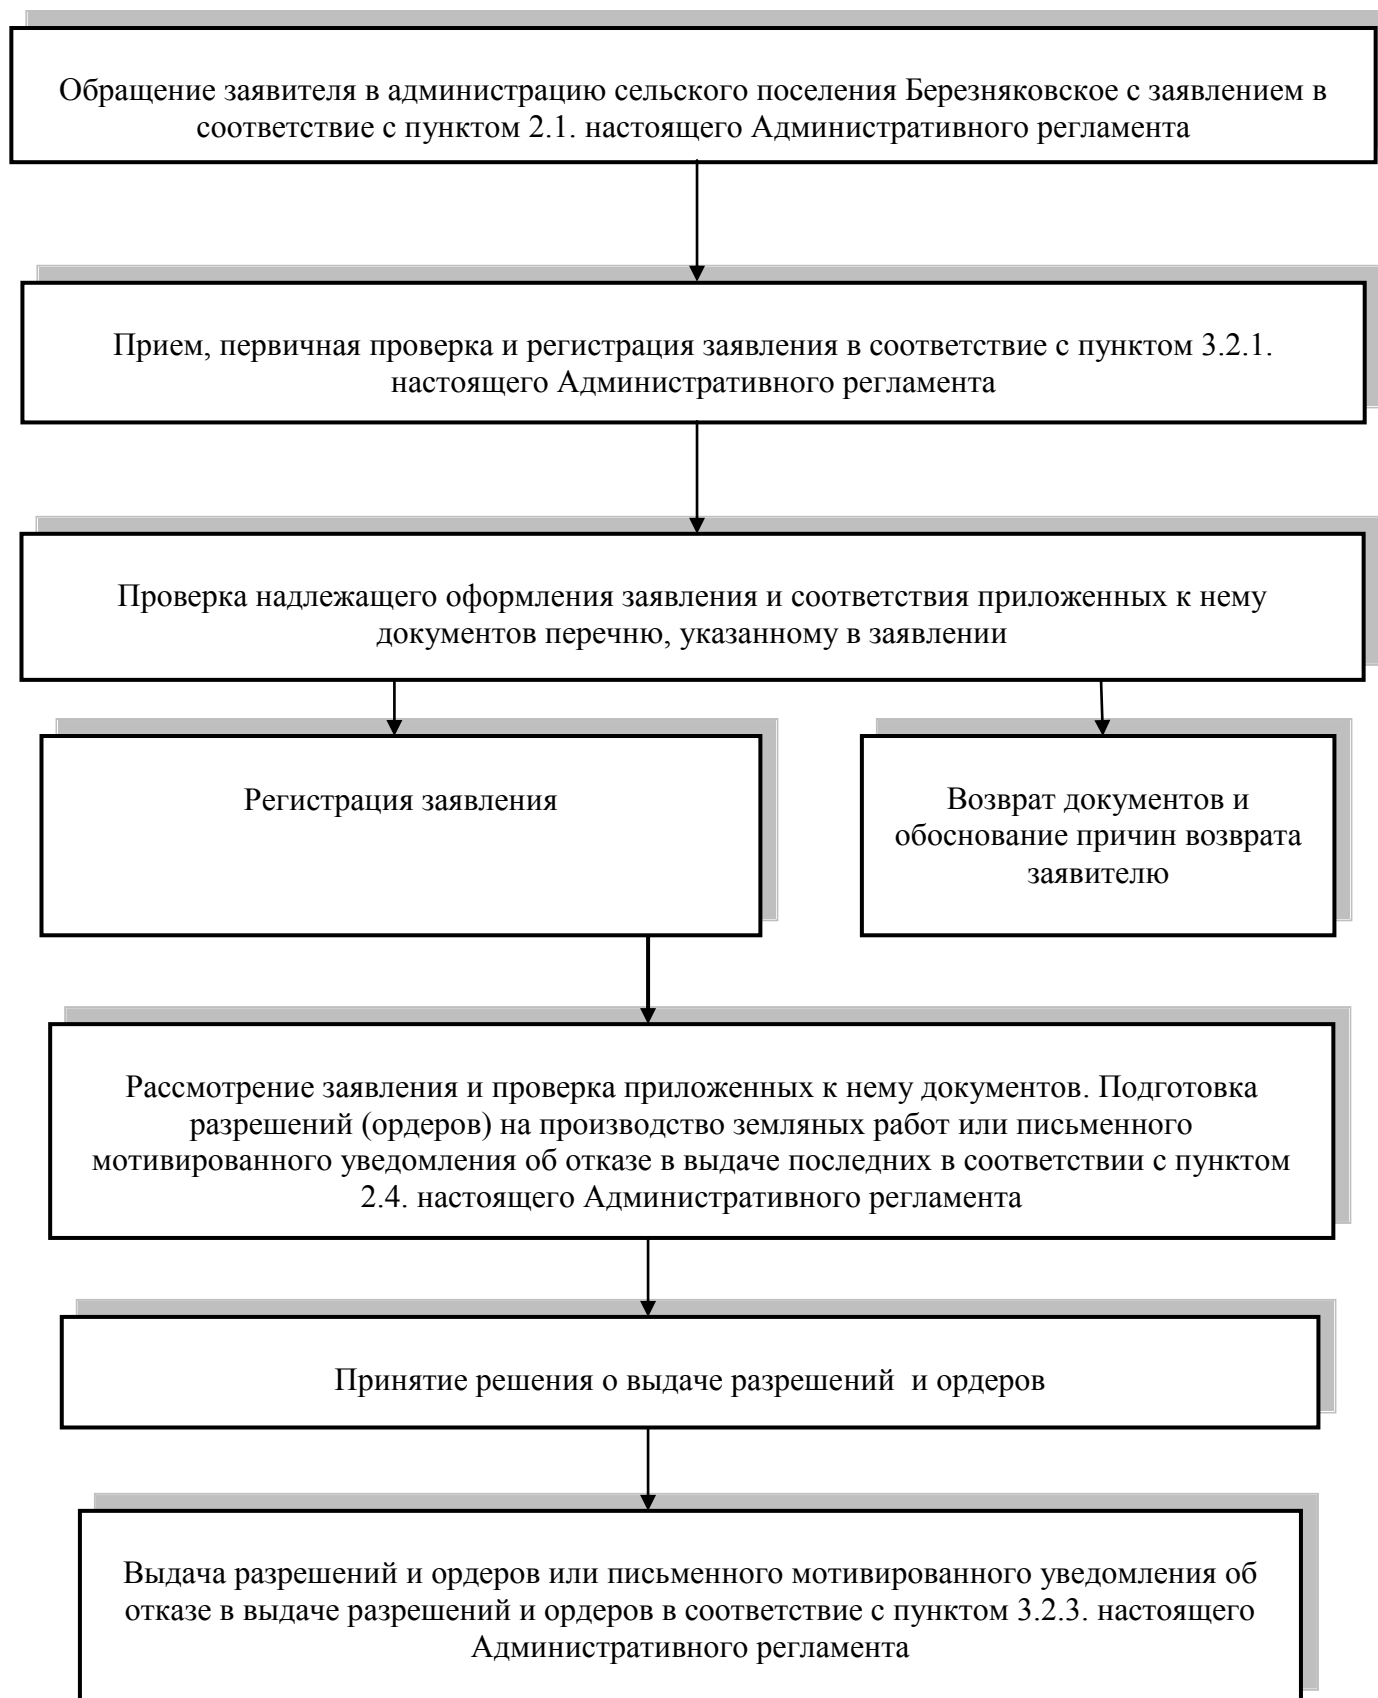 Обращение заявителя в администрацию сельского поселения Березняковское с заявлением в
соответствие с пунктом 2.1. настоящего Административного регламента
Прием, первичная проверка и регистрация заявления в соответствие с пунктом 3.2.1.
настоящего Административного регламента
Проверка надлежащего оформления заявления и соответствия приложенных к нему
документов перечню, указанному в заявлении
Регистрация заявления
Возврат документов и
обоснование причин возврата
заявителю
Рассмотрение заявления и проверка приложенных к нему документов. Подготовка
разрешений (ордеров) на производство земляных работ или письменного
мотивированного уведомления об отказе в выдаче последних в соответствии с пунктом
2.4. настоящего Административного регламента
Принятие решения о выдаче разрешений  и ордеров
Выдача разрешений и ордеров или письменного мотивированного уведомления об
отказе в выдаче разрешений и ордеров в соответствие с пунктом 3.2.3. настоящего
Административного регламента